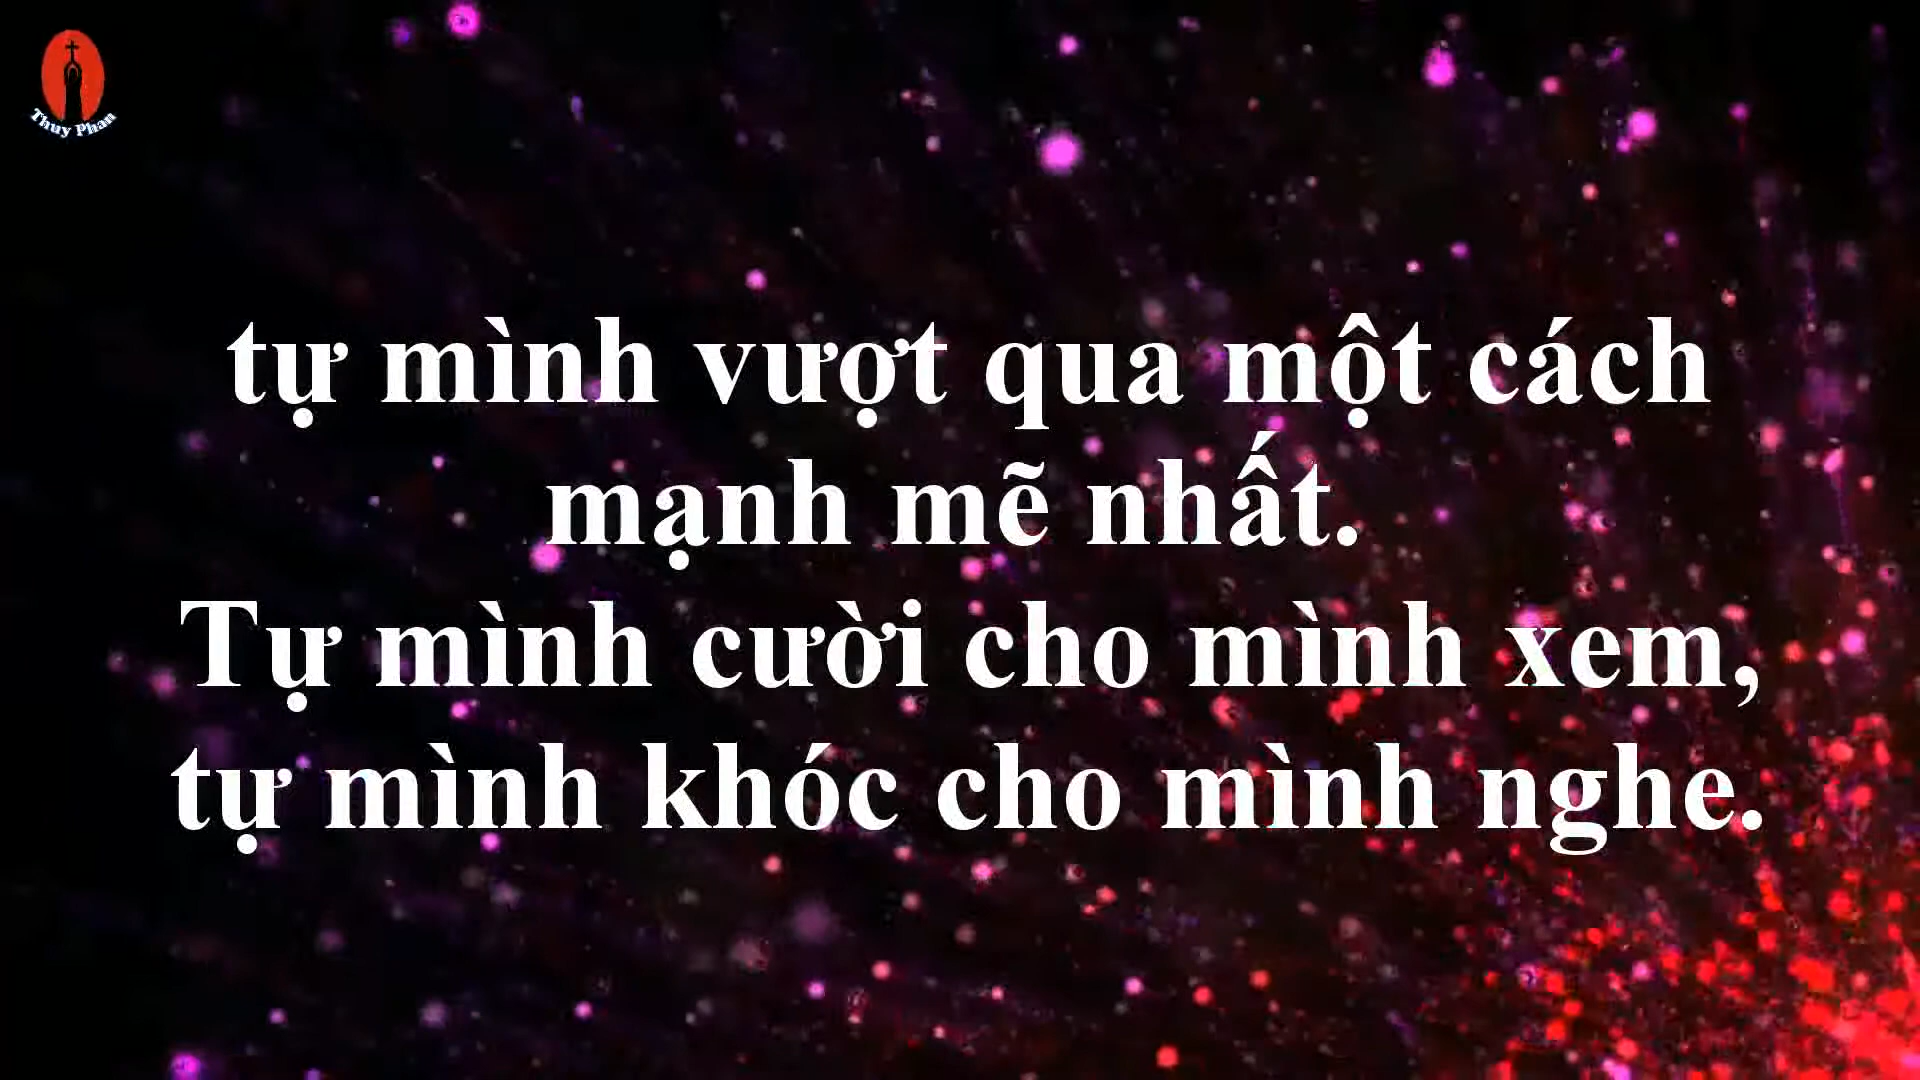 Thuy Phan
tự mình vượt qua một cách
mạnh mẽ nhất.
Tự mình cười cho mình xem,
tự mình khóc cho mình nghe.